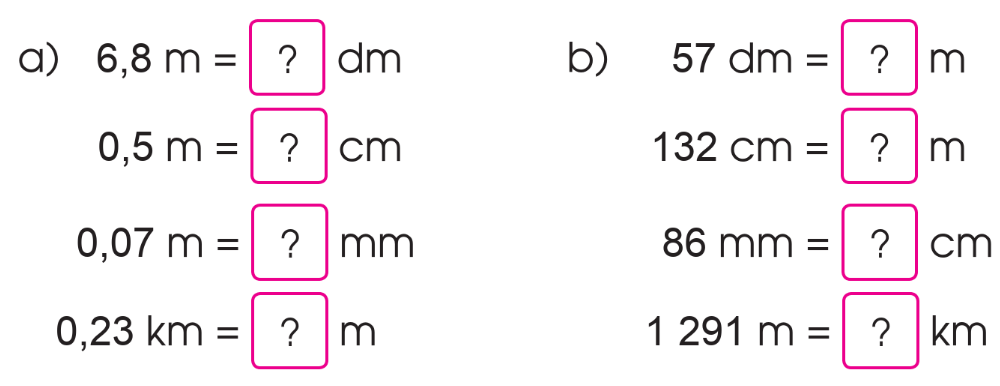 a) 6,8 m = ? dm
0,5 m = ? cm
0,07 m = ? mm
0,23 km = ? m
b) 57 dm = ? m
132 cm = ? m
86 mm = ? cm
1 291 m = ? km